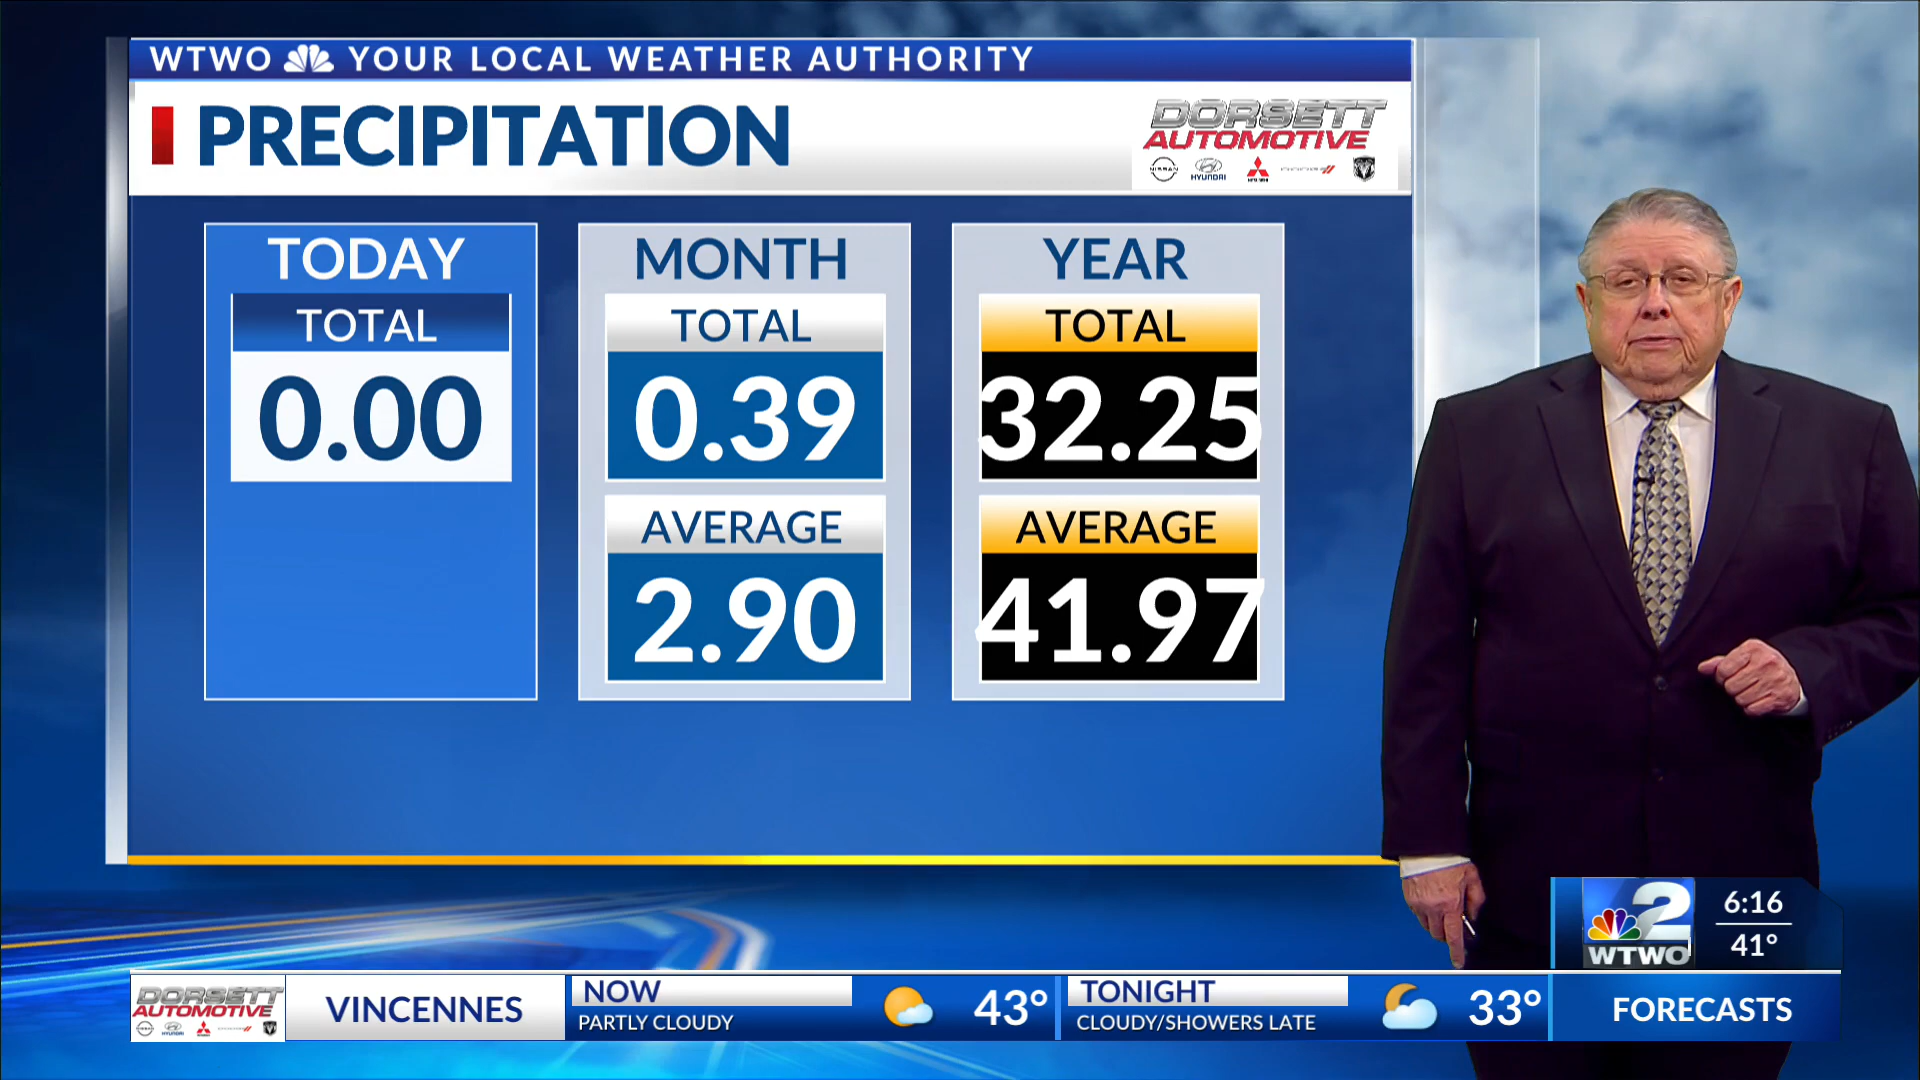 WTWO YOUR LOCAL WEATHER AUTHORITY
PRECIPITATION
DORSETT
AUTOMOTIVE
NISSAN HYUNDAI
TODAY
TOTAL
0.00
MONTH
TOTAL
0.39
AVERAGE
2.90
YEAR
TOTAL
32.25
AVERAGE
41.97
2
WTWO
6:16
41°
DORSETT
AUTOMOTIVE
VINCENNES
NOW
PARTLY CLOUDY
43°
TONIGHT
CLOUDY/SHOWERS LATE
33°
FORECASTS